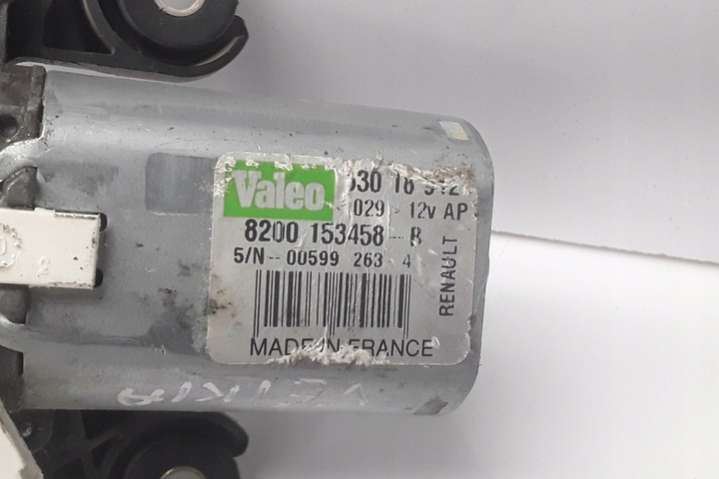 Valeo
029 - 12v AP
8200 153458 - B
S/N - 00599 263 4
RENAULT
MADE IN FRANCE